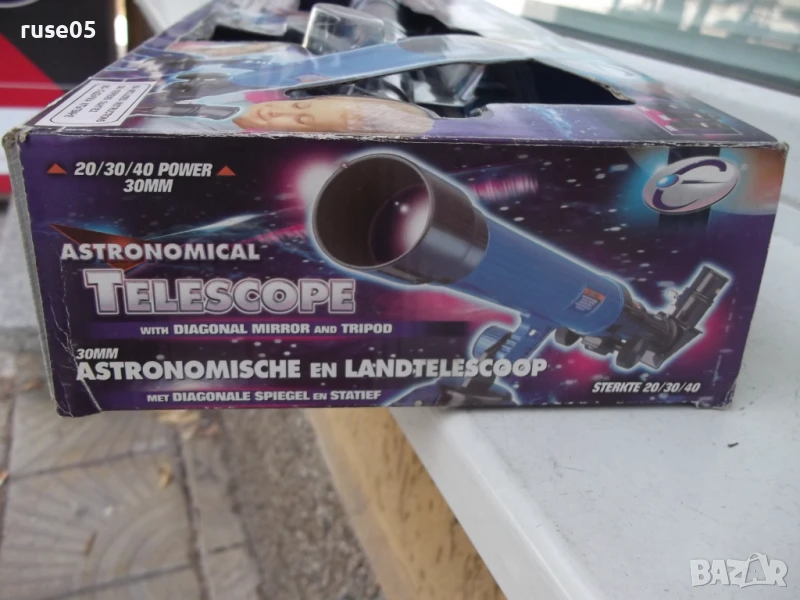 ruse05
20/30/40 POWER
30MM
ASTRONOMICAL
TELESCOPE
WITH DIAGONAL MIRROR AND TRIPOD
30MM
ASTRONOMISCHE EN LANDTELESCOOP
MET DIAGONALE SPIEGEL EN STATIEF
STERKTE 20/30/40
BAZAR